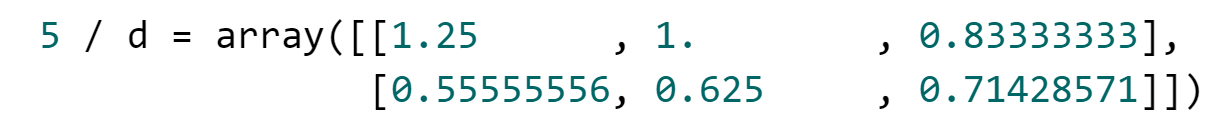 5 / d = array([[1.25      , 1.        , 0.83333333],
               [0.55555556, 0.625     , 0.71428571]])